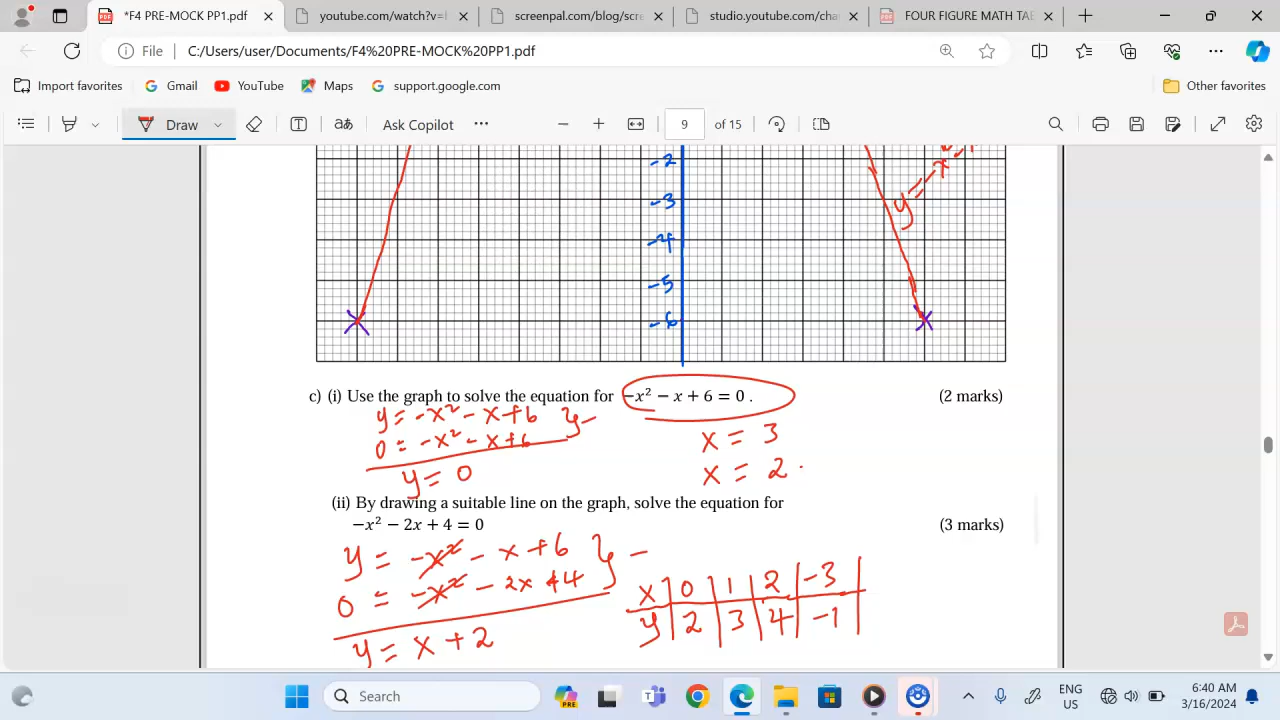 *F4 PRE-MOCK PP1.pdf
youtube.com/watch?v=
screenpal.com/blog/scre
studio.youtube.com/cha
FOUR FIGURE MATH TAB
File C:/Users/user/Documents/F4%20PRE-MOCK%20PP1.pdf
Import favorites Gmail YouTube Maps support.google.com Other favorites
Draw aあ Ask Copilot 9 of 15
-2
-3 y = x
-4
-5
-6
c) (i) Use the graph to solve the equation for −x² − x + 6 = 0 . (2 marks)
y = -x² - x + 6
0 = -x² - x + 6
y = 0
x = 3
x = 2 .
(ii) By drawing a suitable line on the graph, solve the equation for
−x² − 2x + 4 = 0 (3 marks)
y = -x² - x + 6 } -
0 = -x² - 2x + 4
y = x + 2
x 0 1 2 -3
y 2 3 4 -1
Search PRE ENG US 6:40 AM 3/16/2024